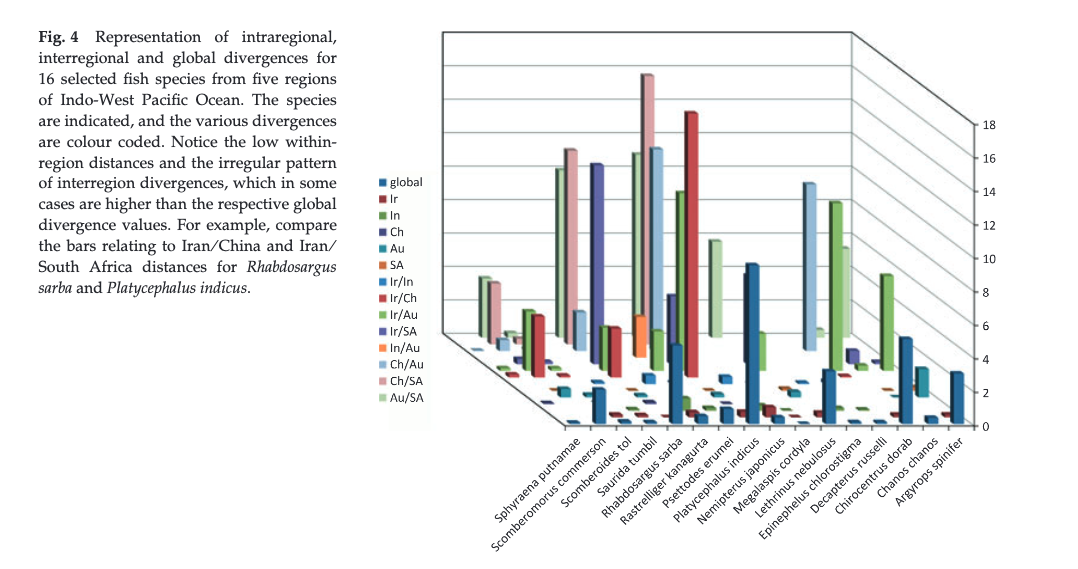 Fig. 4 Representation of intraregional,
interregional and global divergences for
16 selected fish species from five regions
of Indo-West Pacific Ocean. The species
are indicated, and the various divergences
are colour coded. Notice the low within-
region distances and the irregular pattern
of interregion divergences, which in some
cases are higher than the respective global
divergence values. For example, compare
the bars relating to Iran/China and Iran/
South Africa distances for Rhabdosargus
sarba and Platycephalus indicus.
global
Ir
In
Ch
Au
SA
Ir/In
Ir/Ch
Ir/Au
Ir/SA
In/Au
Ch/Au
Ch/SA
Au/SA
18
16
14
12
10
8
6
4
2
0
Sphyraena putnamae
Scomberomorus commerson
Scomberoides tol
Saurida tumbil
Rhabdosargus sarba
Rastrelliger kanagurta
Psettodes erumei
Platycephalus indicus
Nemipterus japonicus
Megalaspis cordyla
Lethrinus nebulosus
Epinephelus chlorostigma
Decapterus russelli
Chirocentrus dorab
Chanos chanos
Argyrops spinifer